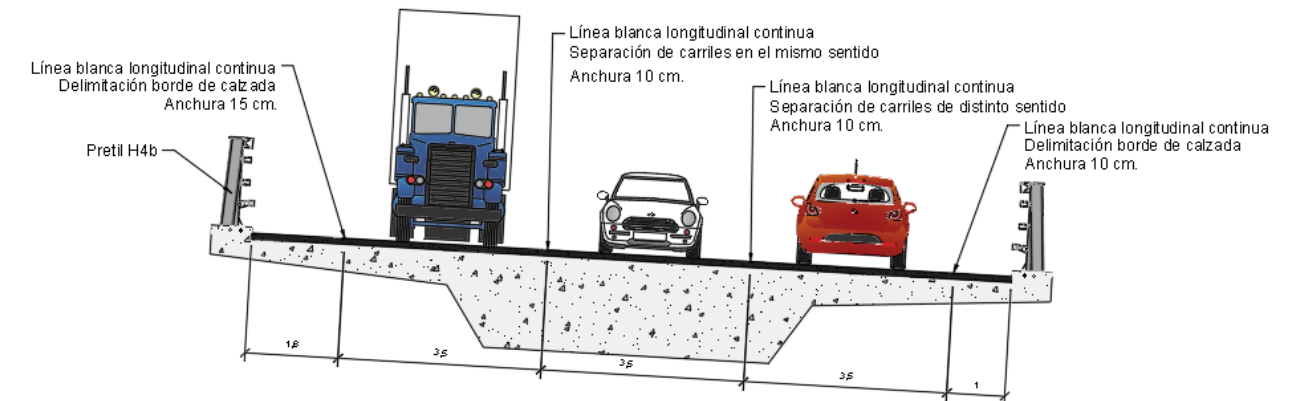 Línea blanca longitudinal continua
Separación de carriles en el mismo sentido
Anchura 10 cm.
Línea blanca longitudinal continua
Delimitación borde de calzada
Anchura 15 cm.
Línea blanca longitudinal continua
Separación de carriles de distinto sentido
Anchura 10 cm.
Línea blanca longitudinal continua
Delimitación borde de calzada
Anchura 10 cm.
Pretil H4b
1,6
3,5
3,5
3,5
1